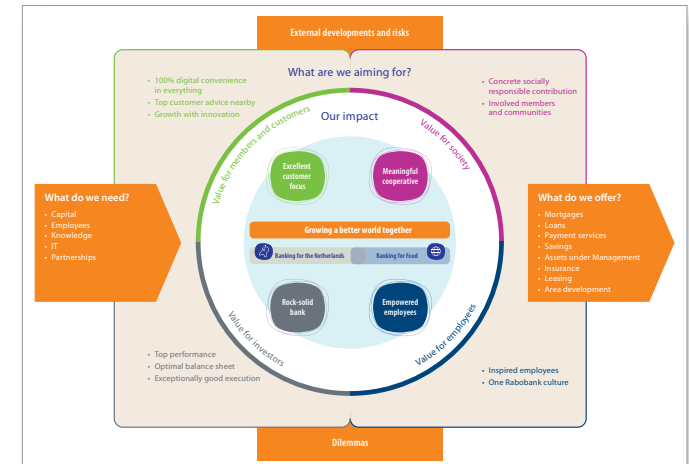 External developments and risks
What are we aiming for?
• 100% digital convenience
in everything
• Top customer advice nearby
• Growth with innovation
• Concrete socially
responsible contribution
• Involved members
and communities
Value for members and customers
Our impact
Value for society
Excellent
customer
focus
Meaningful
cooperative
What do we need?
• Capital
• Employees
• Knowledge
• IT
• Partnerships
What do we offer?
• Mortgages
• Loans
• Payment services
• Savings
• Assets under Management
• Insurance
• Leasing
• Area development
Growing a better world together
Banking for the Netherlands
Banking for Food
Rock-solid
bank
Empowered
employees
Value for investors
Value for employees
• Top performance
• Optimal balance sheet
• Exceptionally good execution
• Inspired employees
• One Rabobank culture
Dilemmas